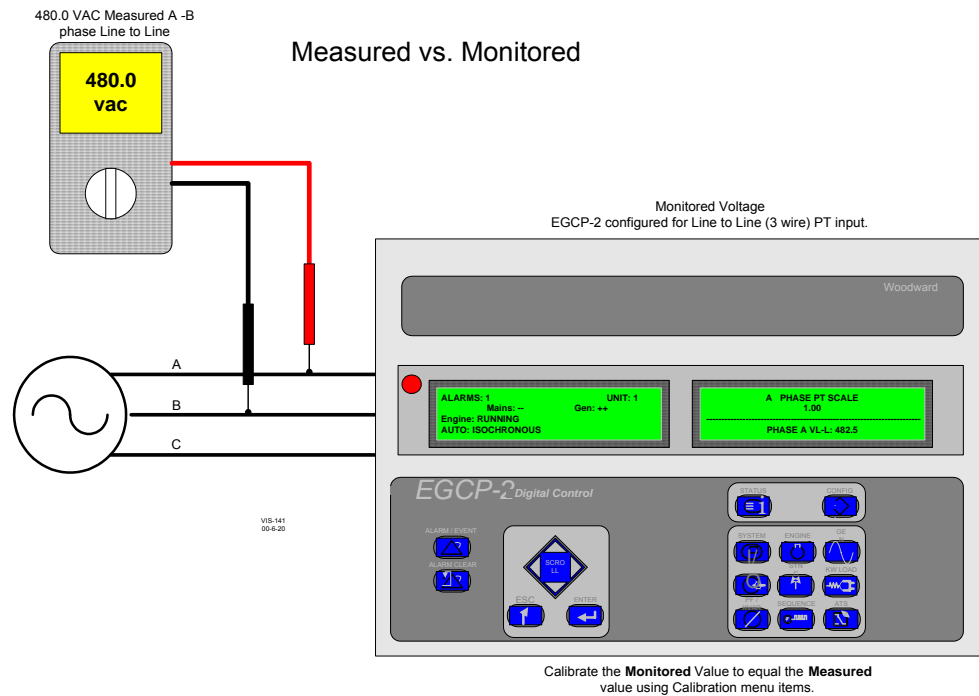 480.0 VAC Measured A -B
phase Line to Line
Measured vs. Monitored
480.0
vac
Monitored Voltage
EGCP-2 configured for Line to Line (3 wire) PT input.
Woodward
A
B
C
ALARMS: 1 UNIT: 1
Mains: -- Gen: ++
Engine: RUNNING
AUTO: ISOCHRONOUS
A PHASE PT SCALE
1.00
PHASE A VL-L: 482.5
EGCP-2 Digital Control
VIS-141
00-6-20
ALARM / EVENT
ALARM CLEAR
SCRO
LL
ESC
ENTER
STATUS
CONFIG
SYSTEM
ENGINE
GE
KW LOAD
SEQUENCE
ATS
Calibrate the Monitored Value to equal the Measured
value using Calibration menu items.